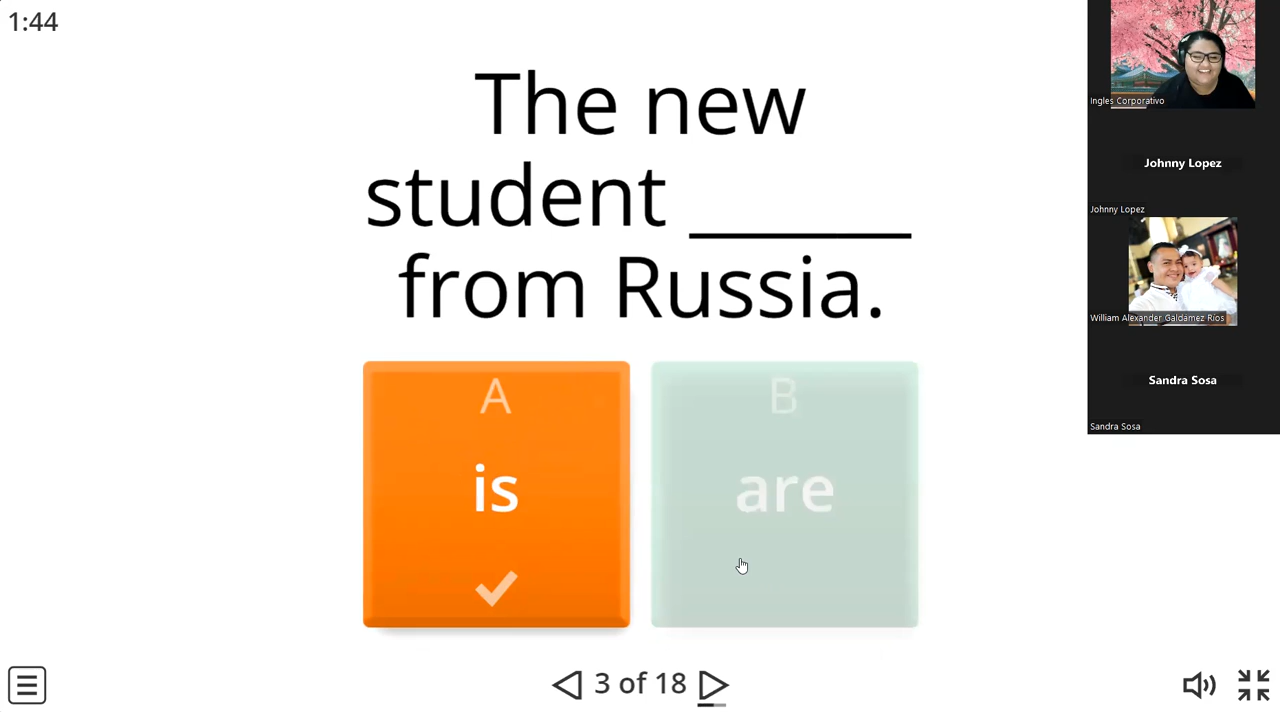 1:44
The new
student ______
from Russia.
A
is
B
are
3 of 18
Ingles Corporativo
Johnny Lopez
Johnny Lopez
William Alexander Galdamez Rios
Sandra Sosa
Sandra Sosa